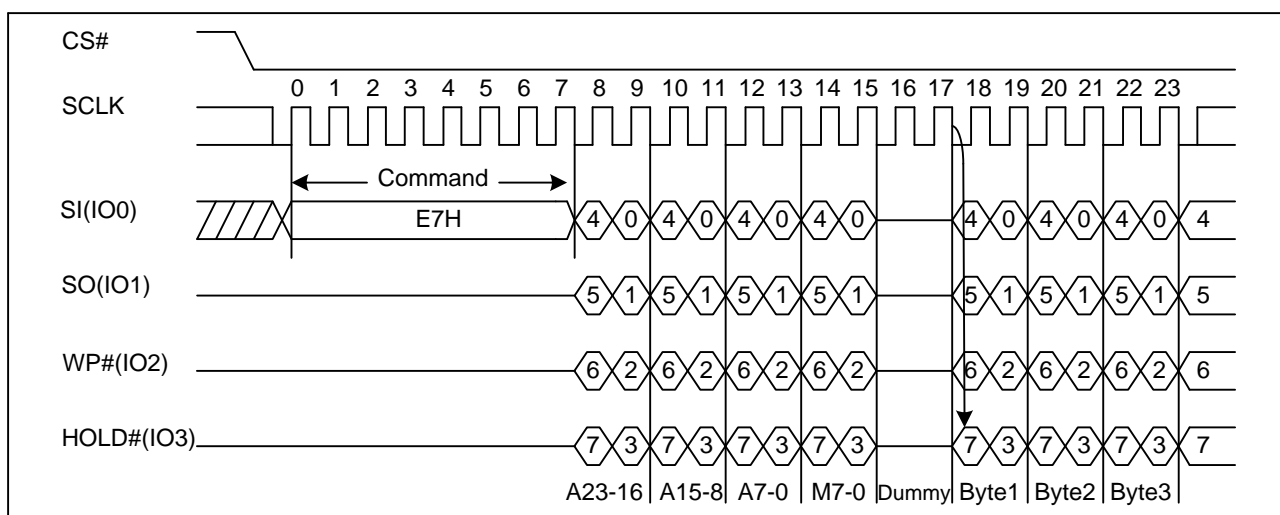 CS#
0 1 2 3 4 5 6 7 8 9 10 11 12 13 14 15 16 17 18 19 20 21 22 23
SCLK
Command
SI(IO0) E7H 4 0 4 0 4 0 4 0 4 0 4 0 4 0 4
SO(IO1) 5 1 5 1 5 1 5 1 5 1 5 1 5 1 5
WP#(IO2) 6 2 6 2 6 2 6 2 6 2 6 2 6 2 6
HOLD#(IO3) 7 3 7 3 7 3 7 3 7 3 7 3 7 3 7
A23-16 A15-8 A7-0 M7-0 Dummy Byte1 Byte2 Byte3